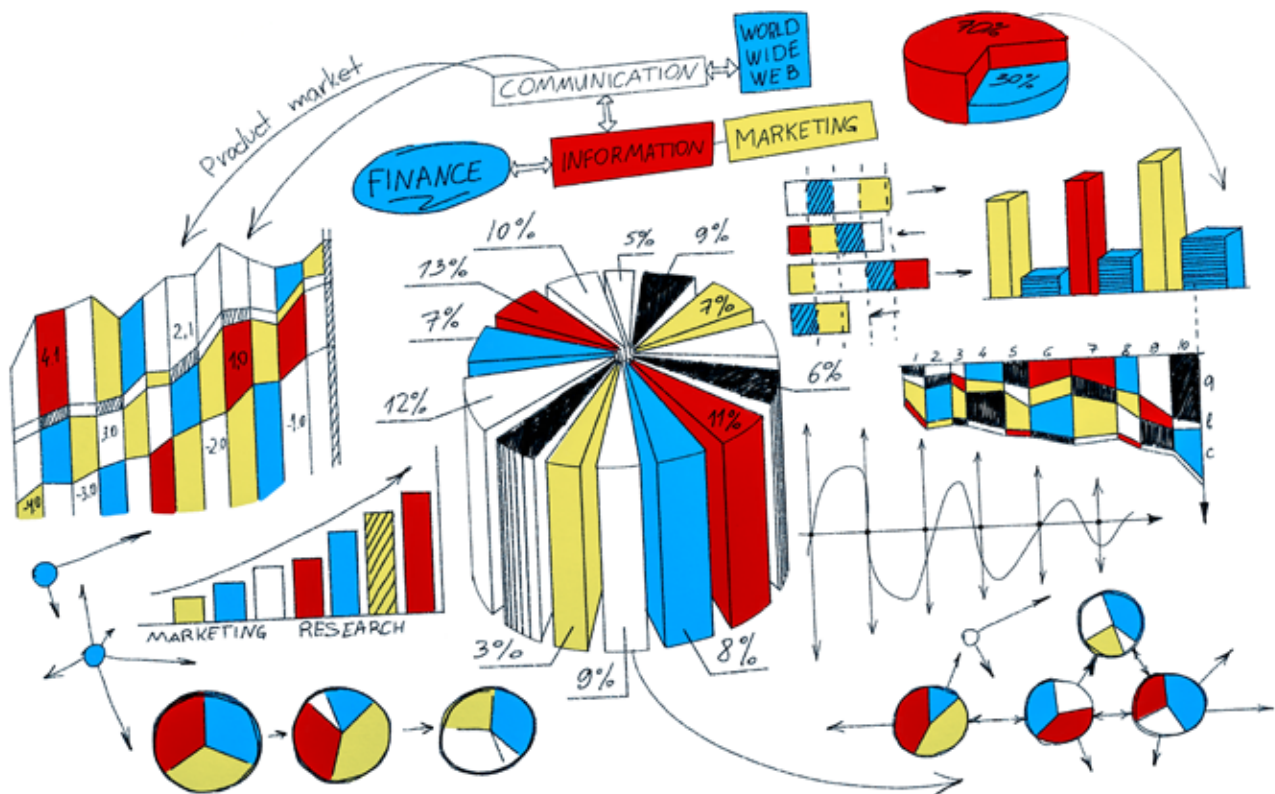 WORLD
WIDE
WEB
COMMUNICATION
Product market
INFORMATION
MARKETING
FINANCE
70%
30%
10%
5%
9%
13%
7%
7%
12%
6%
11%
3%
9%
8%
4.1
2,1
1,0
3.0
-4,0
-3.0
-2.0
-1.0
MARKETING RESEARCH
1 2 3 4 5 6 7 8 9 10
a
b
c